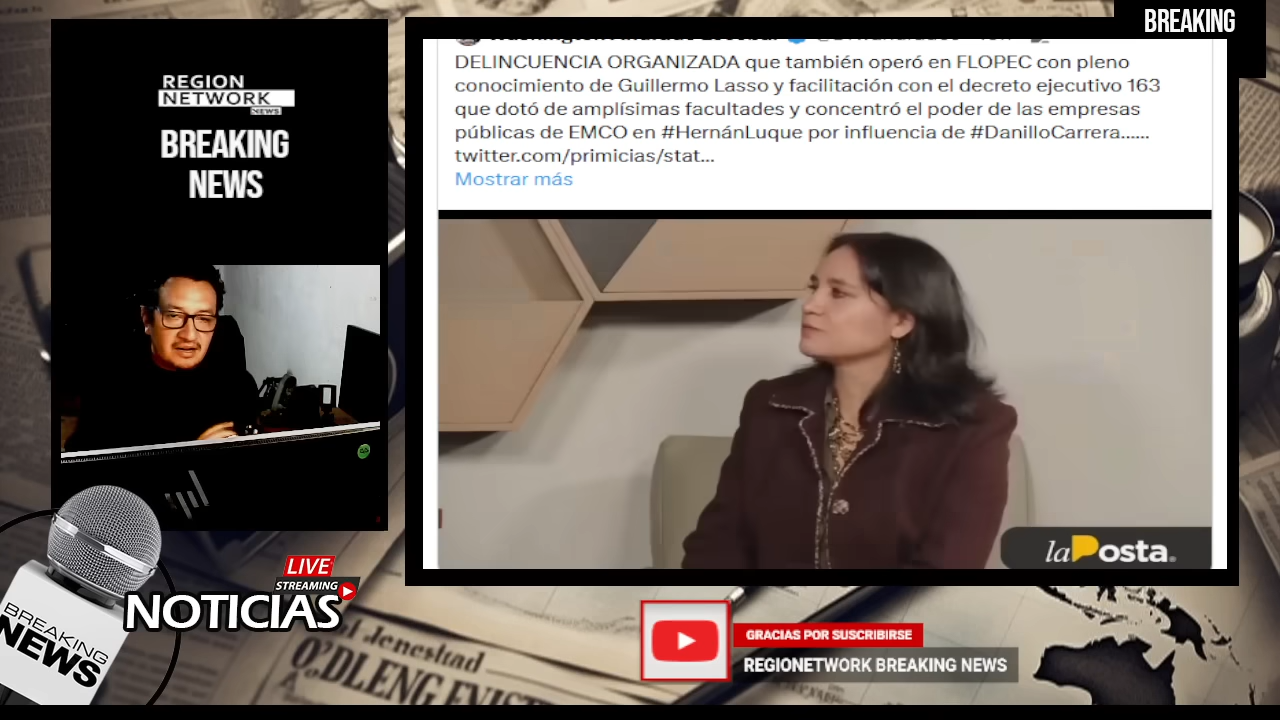 BREAKING
REGION
NETWORK
NEWS
BREAKING
NEWS
DELINCUENCIA ORGANIZADA que también operó en FLOPEC con pleno
conocimiento de Guillermo Lasso y facilitación con el decreto ejecutivo 163
que dotó de amplísimas facultades y concentró el poder de las empresas
públicas de EMCO en #HernánLuque por influencia de #DanilloCarrera......
twitter.com/primicias/stat...
Mostrar más
laPosta
LIVE
STREAMING
NOTICIAS
BREAKING
NEWS
GRACIAS POR SUSCRIBIRSE
REGIONETWORK BREAKING NEWS